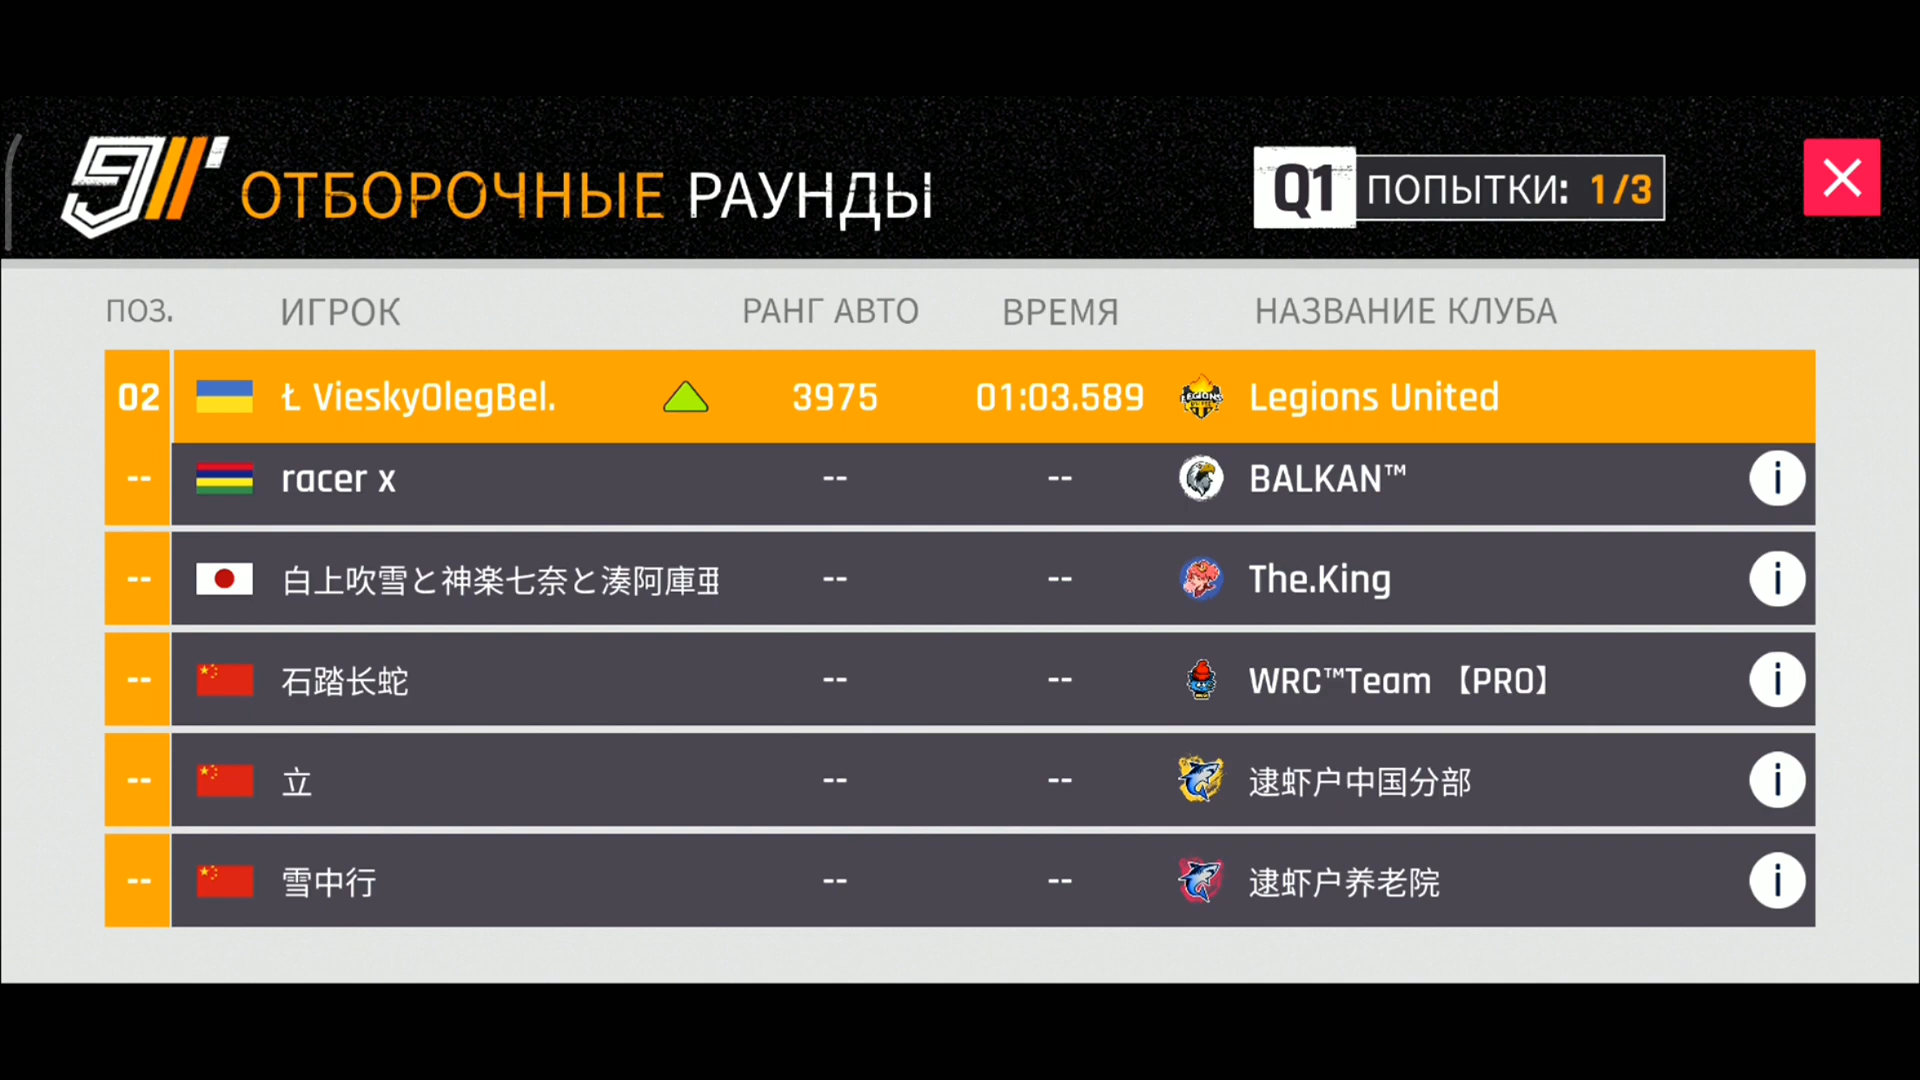 9
ОТБОРОЧНЫЕ РАУНДЫ
Q1 ПОПЫТКИ: 1/3
ПОЗ. ИГРОК РАНГ АВТО ВРЕМЯ НАЗВАНИЕ КЛУБА
02 Ł VieskyOlegBel. 3975 01:03.589 LEGIONS Legions United
-- racer x -- -- BALKAN™ i
-- 白上吹雪と神楽七奈と湊阿庫亜 -- -- The.King i
-- 石踏长蛇 -- -- WRC™Team 【PRO】 i
-- 立 -- -- 逮虾户中国分部 i
-- 雪中行 -- -- 逮虾户养老院 i